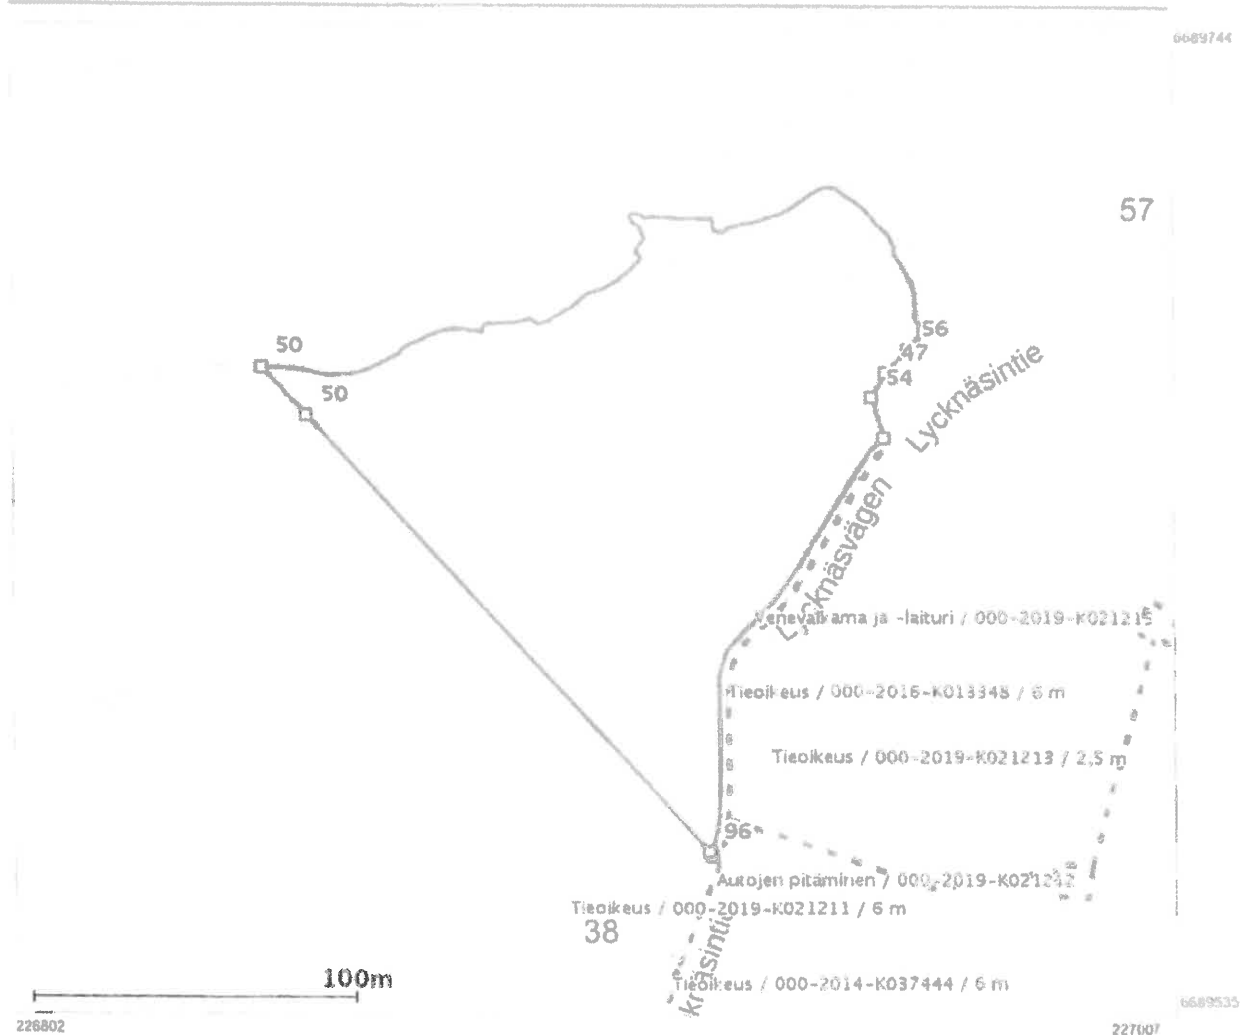 6689744
57
50
50
56
47
54
Lycknäsintie
Lycknäsvägen
Venevalkama ja -laituri / 000-2019-K021215
Tieoikeus / 000-2016-K013348 / 6 m
Tieoikeus / 000-2019-K021213 / 2,5 m
96
Autojen pitäminen / 000-2019-K021212
Tieoikeus / 000-2019-K021211 / 6 m
38
Tieoikeus / 000-2014-K037444 / 6 m
100m
226802
6689535
227007